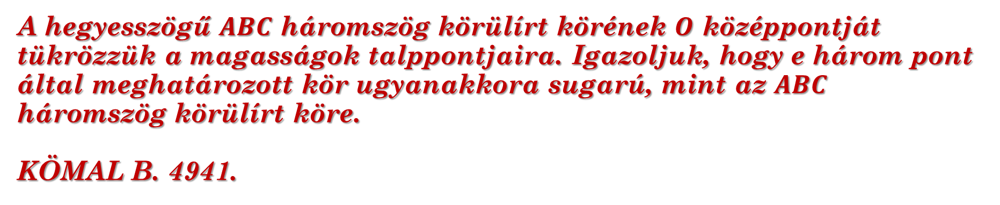 A hegyesszögű ABC háromszög körülírt körének O középpontját
tükrözzük a magasságok talppontjaira. Igazoljuk, hogy e három pont
által meghatározott kör ugyanakkora sugarú, mint az ABC
háromszög körülírt köre.
KÖMAL B. 4941.